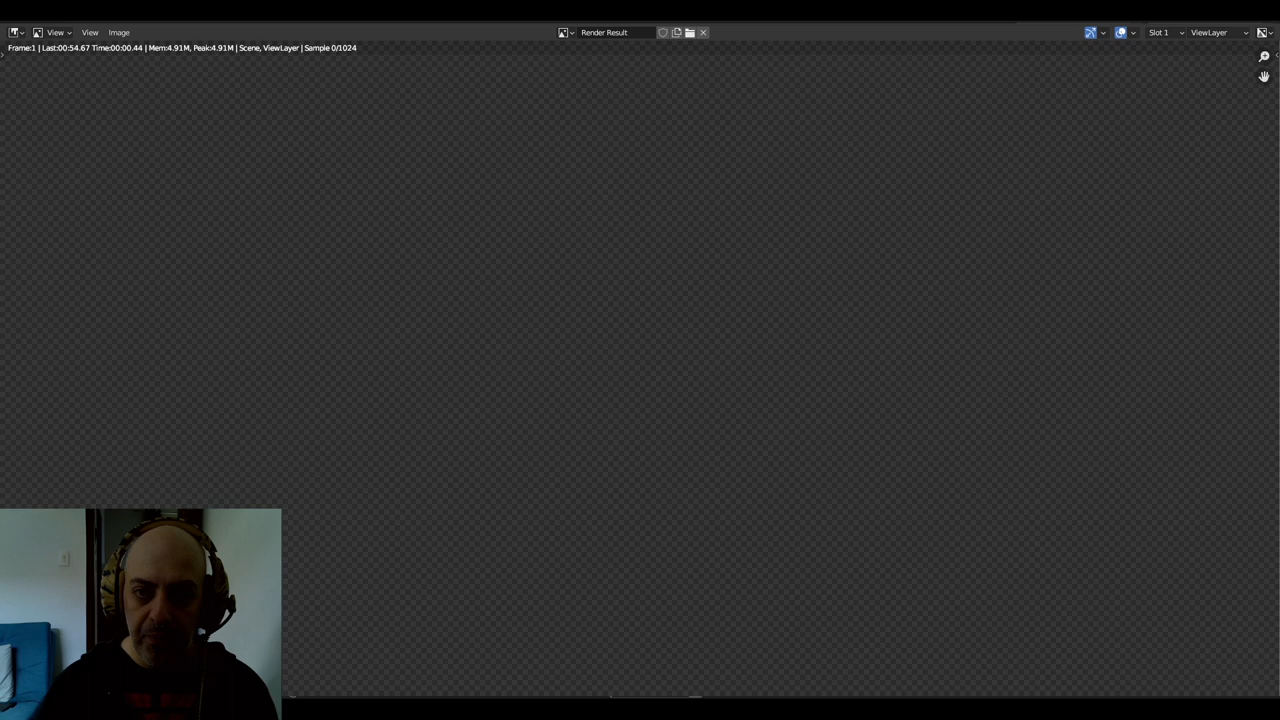 View View Image Render Result Slot 1 ViewLayer
Frame:1 | Last:00:54.67 Time:00:00.44 | Mem:4.91M, Peak:4.91M | Scene, ViewLayer | Sample 0/1024